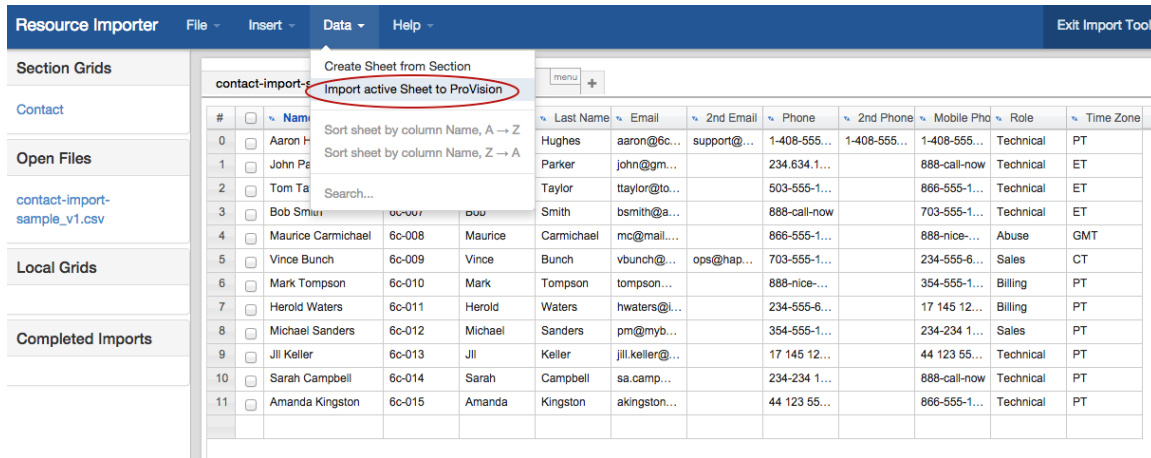 Resource Importer File Insert Data Help Exit Import Tool
Section Grids
Contact
Open Files
contact-import-
sample_v1.csv
Local Grids
Completed Imports
Create Sheet from Section
Import active Sheet to ProVision
Sort sheet by column Name, A → Z
Sort sheet by column Name, Z → A
Search...
contact-import-s menu +
# Name Last Name Email 2nd Email Phone 2nd Phone Mobile Pho Role Time Zone
0 Aaron H Hughes aaron@6c... support@... 1-408-555... 1-408-555... 1-408-555... Technical PT
1 John Pa Parker john@gm... 234.634.1... 888-call-now Technical ET
2 Tom Ta Taylor ttaylor@to... 503-555-1... 866-555-1... Technical ET
3 Bob Smith 6c-007 Bob Smith bsmith@a... 888-call-now 703-555-1... Technical ET
4 Maurice Carmichael 6c-008 Maurice Carmichael mc@mail.... 866-555-1... 888-nice-... Abuse GMT
5 Vince Bunch 6c-009 Vince Bunch vbunch@... ops@hap... 703-555-1... 234-555-6... Sales CT
6 Mark Tompson 6c-010 Mark Tompson tompson... 888-nice-... 354-555-1... Billing PT
7 Herold Waters 6c-011 Herold Waters hwaters@i... 234-555-6... 17 145 12... Billing PT
8 Michael Sanders 6c-012 Michael Sanders pm@myb... 354-555-1... 234-234 1... Sales PT
9 JIl Keller 6c-013 JIl Keller jill.keller@... 17 145 12... 44 123 55... Technical PT
10 Sarah Campbell 6c-014 Sarah Campbell sa.camp... 234-234 1... 888-call-now Technical PT
11 Amanda Kingston 6c-015 Amanda Kingston akingston... 44 123 55... 866-555-1... Technical PT